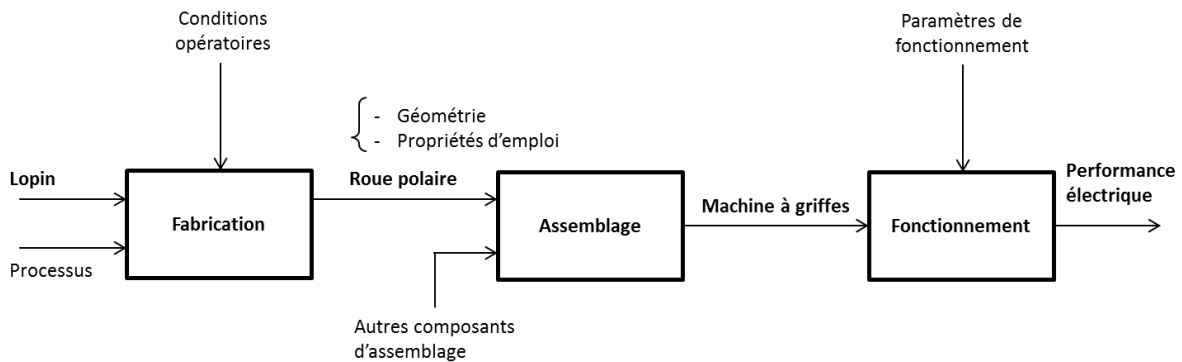 Conditions
opératoires
Paramètres de
fonctionnement
- Géométrie
- Propriétés d'emploi
Lopin
Roue polaire
Performance
électrique
Machine à griffes
Fabrication
Assemblage
Fonctionnement
Processus
Autres composants
d'assemblage